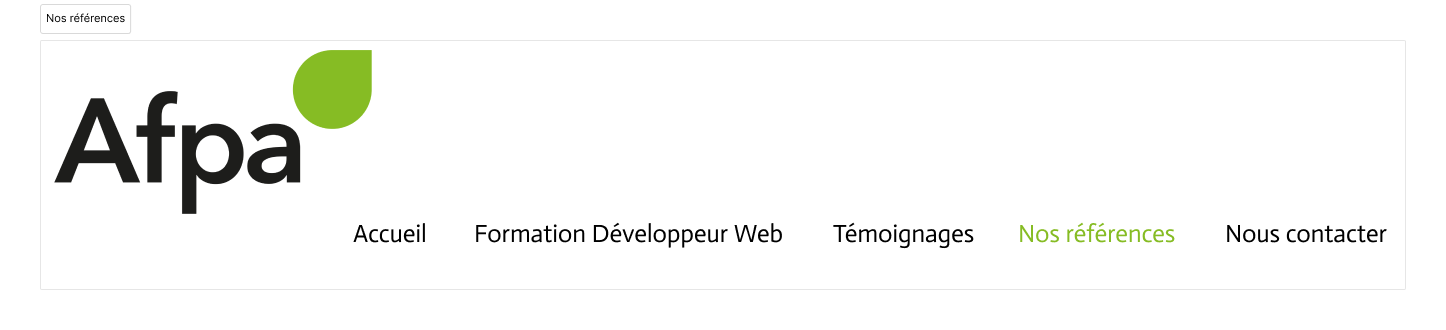 Nos références
Afpa
Accueil Formation Développeur Web Témoignages Nos références Nous contacter